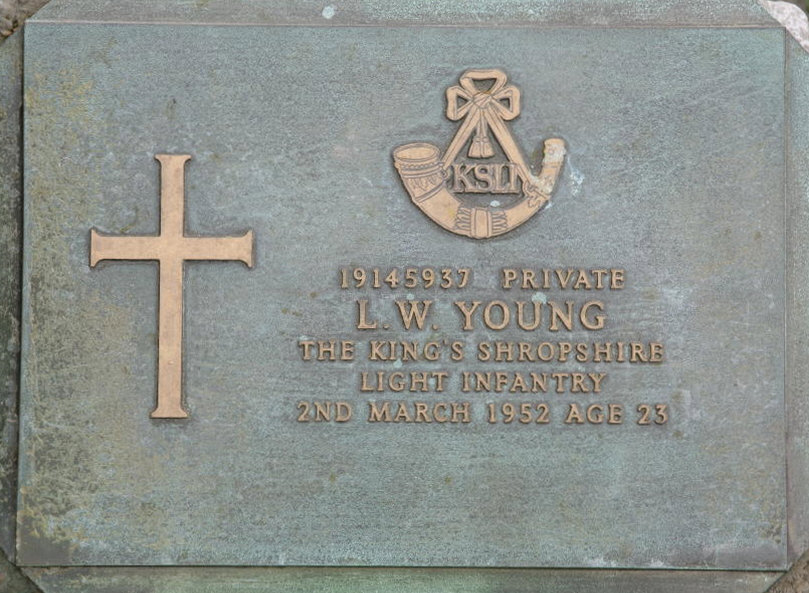 KSLI
19145937 PRIVATE
L.W. YOUNG
THE KING'S SHROPSHIRE
LIGHT INFANTRY
2ND MARCH 1952 AGE 23